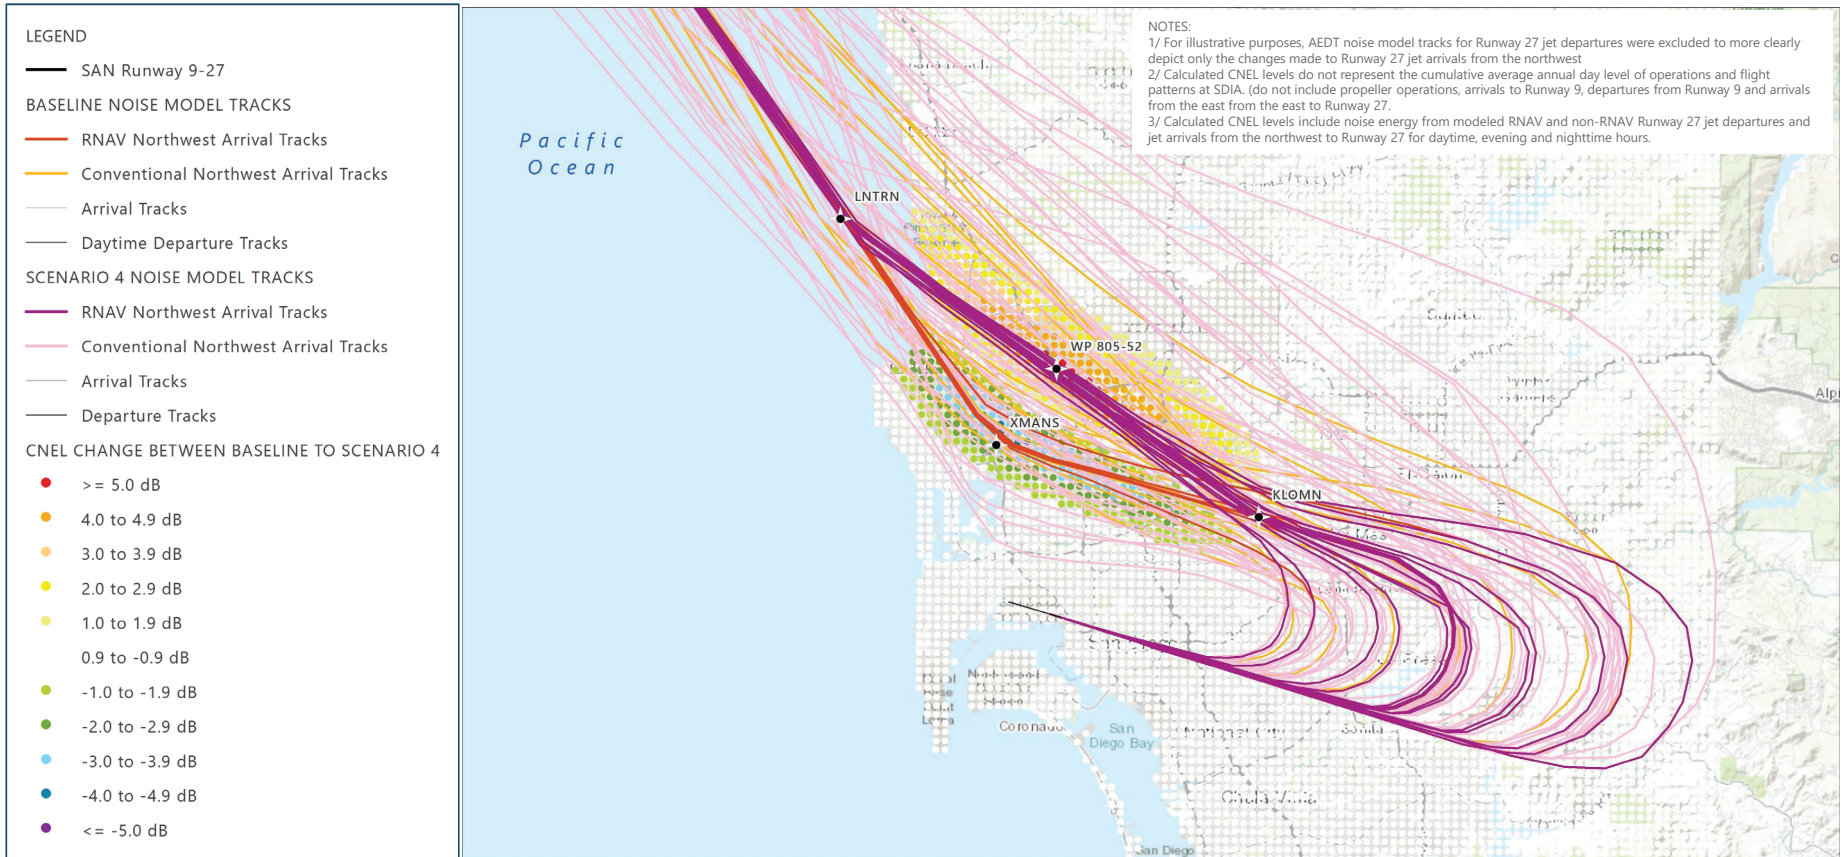 LEGEND
SAN Runway 9-27
BASELINE NOISE MODEL TRACKS
RNAV Northwest Arrival Tracks
Conventional Northwest Arrival Tracks
Arrival Tracks
Daytime Departure Tracks
SCENARIO 4 NOISE MODEL TRACKS
RNAV Northwest Arrival Tracks
Conventional Northwest Arrival Tracks
Arrival Tracks
Departure Tracks
CNEL CHANGE BETWEEN BASELINE TO SCENARIO 4
>= 5.0 dB
4.0 to 4.9 dB
3.0 to 3.9 dB
2.0 to 2.9 dB
1.0 to 1.9 dB
0.9 to -0.9 dB
-1.0 to -1.9 dB
-2.0 to -2.9 dB
-3.0 to -3.9 dB
-4.0 to -4.9 dB
<= -5.0 dB
NOTES:
1/ For illustrative purposes, AEDT noise model tracks for Runway 27 jet departures were excluded to more clearly
depict only the changes made to Runway 27 jet arrivals from the northwest
2/ Calculated CNEL levels do not represent the cumulative average annual day level of operations and flight
patterns at SDIA. (do not include propeller operations, arrivals to Runway 9, departures from Runway 9 and arrivals
from the east from the east to Runway 27.
3/ Calculated CNEL levels include noise energy from modeled RNAV and non-RNAV Runway 27 jet departures and
jet arrivals from the northwest to Runway 27 for daytime, evening and nighttime hours.
Pacific
Ocean
LNTRN
WP 805-52
XMANS
KLOMN
Coronado
San
Diego Bay
San Diego